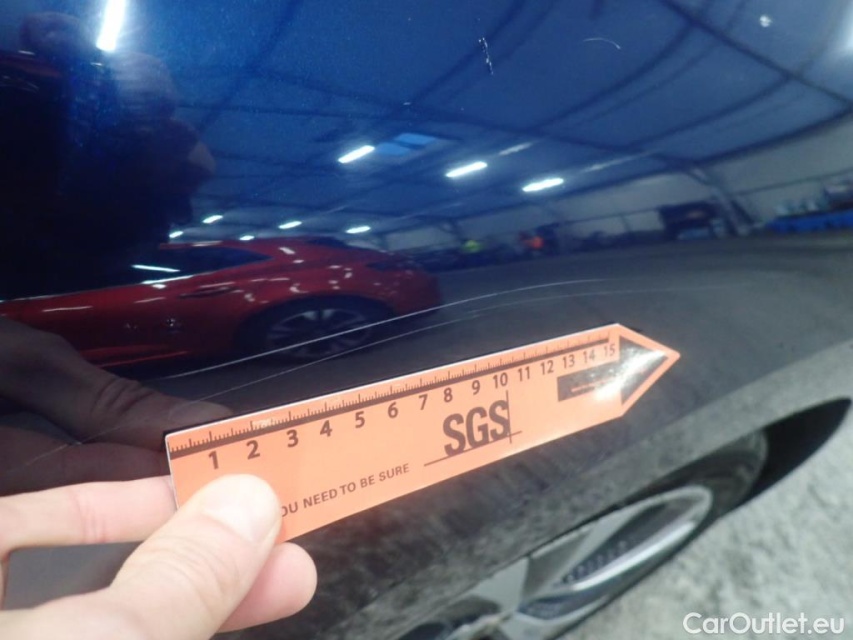 1 2 3 4 5 6 7 8 9 10 11 12 13 14 15
SGS
OU NEED TO BE SURE
CarOutlet.eu